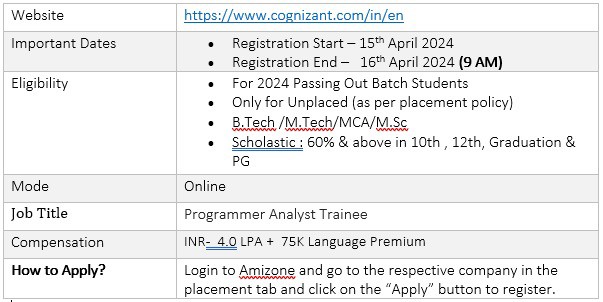 Website https://www.cognizant.com/in/en
Important Dates • Registration Start – 15th April 2024
• Registration End – 16th April 2024 (9 AM)
Eligibility • For 2024 Passing Out Batch Students
• Only for Unplaced (as per placement policy)
• B.Tech /M.Tech/MCA/M.Sc
• Scholastic : 60% & above in 10th , 12th, Graduation &
PG
Mode Online
Job Title Programmer Analyst Trainee
Compensation INR- 4.0 LPA + 75K Language Premium
How to Apply? Login to Amizone and go to the respective company in the
placement tab and click on the “Apply” button to register.